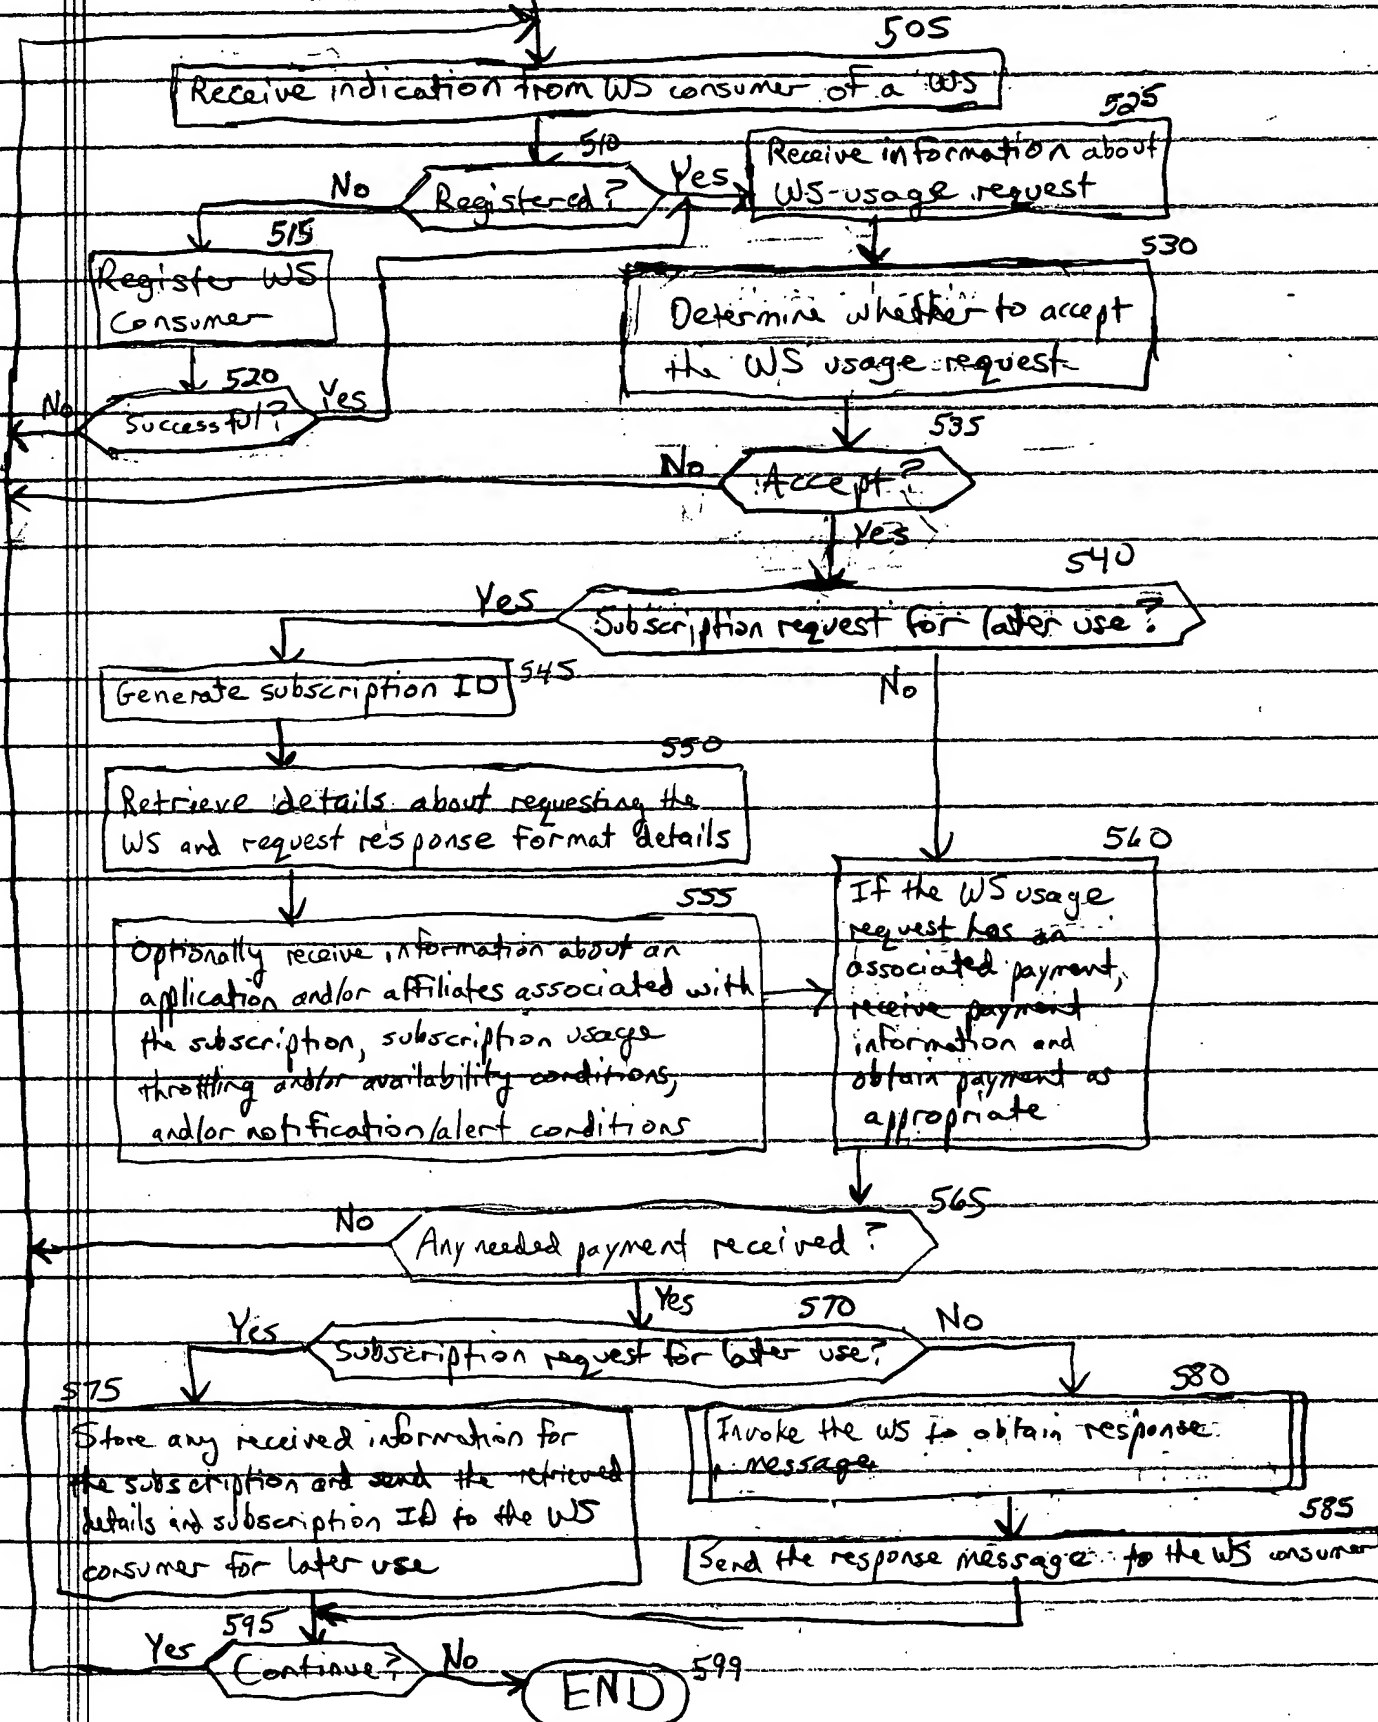 505
Receive indication from WS consumer of a WS
510
Registered?
No
Yes
525
Receive information about
WS-usage request
515
Register WS
Consumer
520
Successful?
No
Yes
530
Determine whether to accept
the WS usage request
535
Accept?
No
Yes
540
Subscription request for later use?
Yes
No
545
Generate subscription ID
550
Retrieve details about requesting the
WS and request response format details
555
Optionally receive information about an
application and/or affiliates associated with
the subscription, subscription usage
throttling and/or availability conditions,
and/or notification/alert conditions
560
If the WS usage
request has an
associated payment,
receive payment
information and
obtain payment as
appropriate
565
Any needed payment received?
No
Yes
570
Subscription request for later use?
Yes
No
575
Store any received information for
the subscription and send the retrieved
details and subscription ID to the WS
consumer for later use
580
Invoke the WS to obtain response
message
585
Send the response message to the WS consumer
595
Continue?
Yes
No
END
599